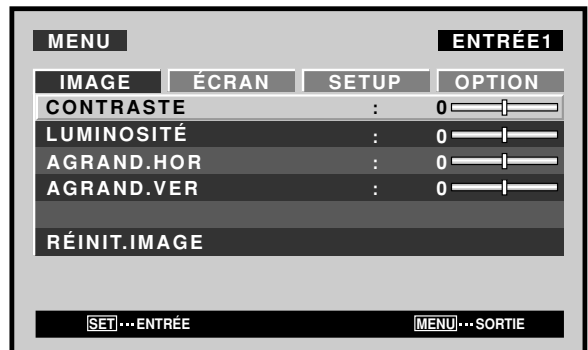 MENU ENTRÉE1
IMAGE ÉCRAN SETUP OPTION
CONTRASTE : 0
LUMINOSITÉ : 0
AGRAND.HOR : 0
AGRAND.VER : 0
RÉINIT.IMAGE
SET···ENTRÉE MENU···SORTIE